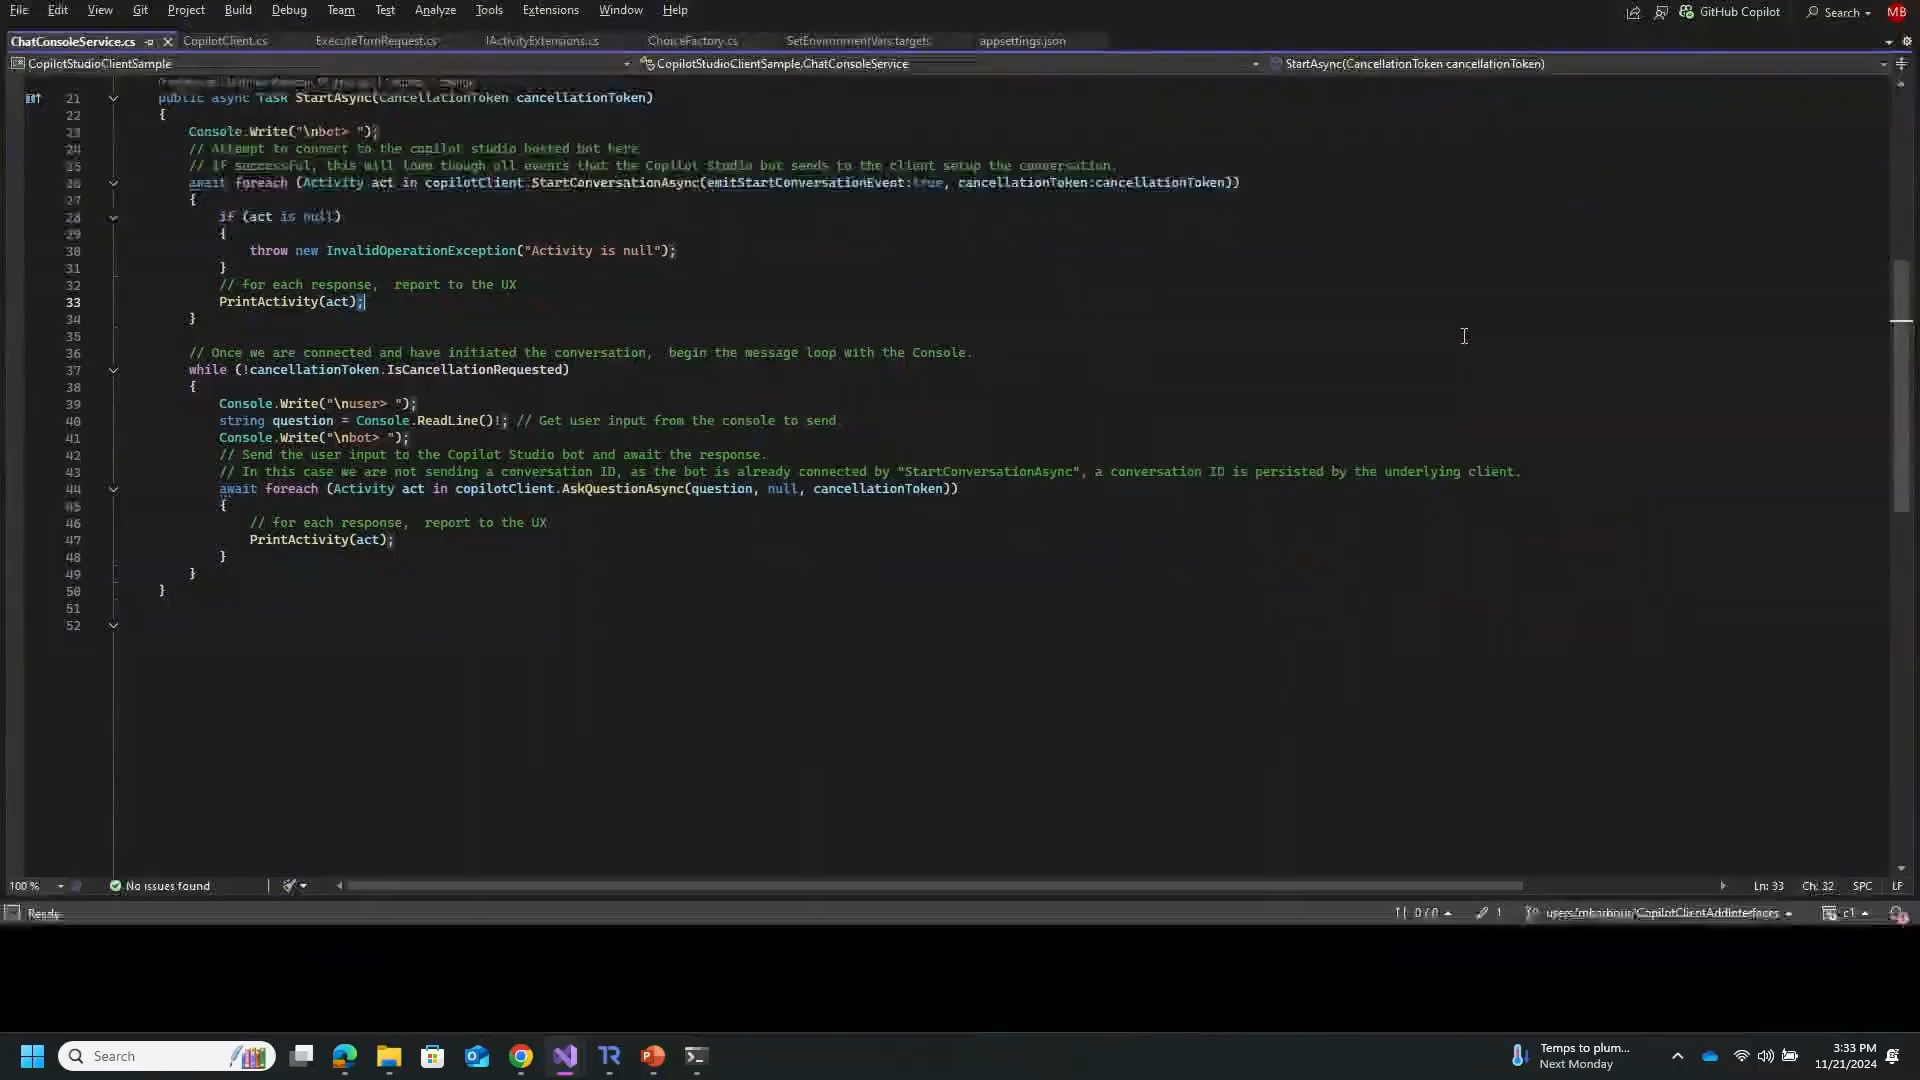 File Edit View Git Project Build Debug Team Test Analyze Tools Extensions Window Help
GitHub Copilot Search MB
ChatConsoleService.cs CopilotClient.cs ExecuteTurnRequest.cs IActivityExtensions.cs ChoiceFactory.cs SetEnvironmentVars.targets appsettings.json
CopilotStudioClientSample CopilotStudioClientSample.ChatConsoleService StartAsync(CancellationToken cancellationToken)
21 public async Task StartAsync(CancellationToken cancellationToken)
22 {
23 Console.Write("\nbot> ");
24 // Attempt to connect to the copilot studio hosted bot here
25 // if successful, this will loop though all events that the Copilot Studio bot sends to the client setup the conversation.
26 await foreach (Activity act in copilotClient.StartConversationAsync(emitStartConversationEvent:true, cancellationToken:cancellationToken))
27 {
28 if (act is null)
29 {
30 throw new InvalidOperationException("Activity is null");
31 }
32 // for each response, report to the UX
33 PrintActivity(act);
34 }
35
36 // Once we are connected and have initiated the conversation, begin the message loop with the Console.
37 while (!cancellationToken.IsCancellationRequested)
38 {
39 Console.Write("\nuser> ");
40 string question = Console.ReadLine()!; // Get user input from the console to send.
41 Console.Write("\nbot> ");
42 // Send the user input to the Copilot Studio bot and await the response.
43 // In this case we are not sending a conversation ID, as the bot is already connected by "StartConversationAsync", a conversation ID is persisted by the underlying client.
44 await foreach (Activity act in copilotClient.AskQuestionAsync(question, null, cancellationToken))
45 {
46 // for each response, report to the UX
47 PrintActivity(act);
48 }
49 }
50 }
51
52
100 % No issues found Ln: 33 Ch: 32 SPC LF
Ready 0 / 0 1 users/mbarbour/CopilotClientAddInterfaces c1
Search Temps to plum... 3:33 PM
Next Monday 11/21/2024